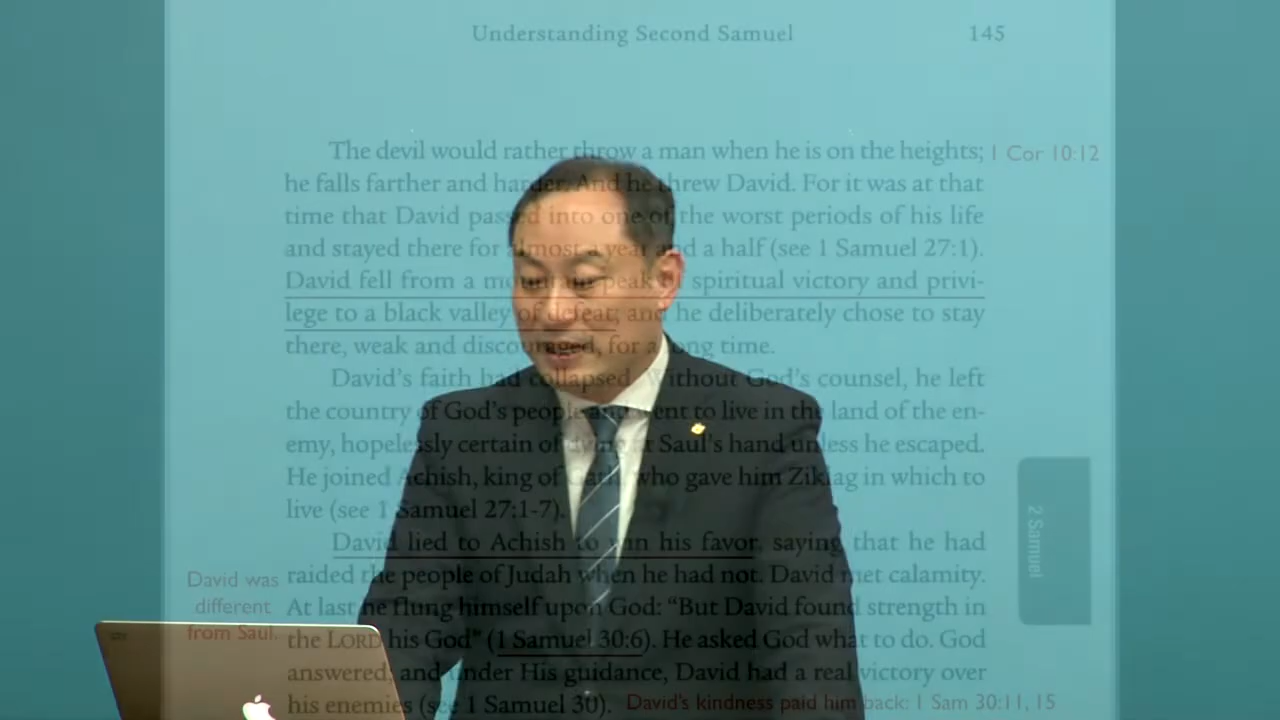 Understanding Second Samuel 145
The devil would rather throw a man when he is on the heights; 1 Cor 10:12
he falls farther and harder. And he threw David. For it was at that
time that David passed into one of the worst periods of his life
and stayed there for almost a year and a half (see 1 Samuel 27:1).
David fell from a mountain peak of spiritual victory and privi-
lege to a black valley of defeat; and he deliberately chose to stay
there, weak and discouraged, for a long time.
David's faith had collapsed. Without God's counsel, he left
the country of God's people and went to live in the land of the en-
emy, hopelessly certain of dying at Saul's hand unless he escaped.
He joined Achish, king of Gath, who gave him Ziklag in which to
live (see 1 Samuel 27:1-7).
2 Samuel
David lied to Achish to win his favor, saying that he had
raided the people of Judah when he had not. David met calamity.
At last he flung himself upon God: “But David found strength in
the LORD his God” (1 Samuel 30:6). He asked God what to do. God
answered, and under His guidance, David had a real victory over
his enemies (see 1 Samuel 30). David's kindness paid him back: 1 Sam 30:11, 15
David was
different
from Saul.